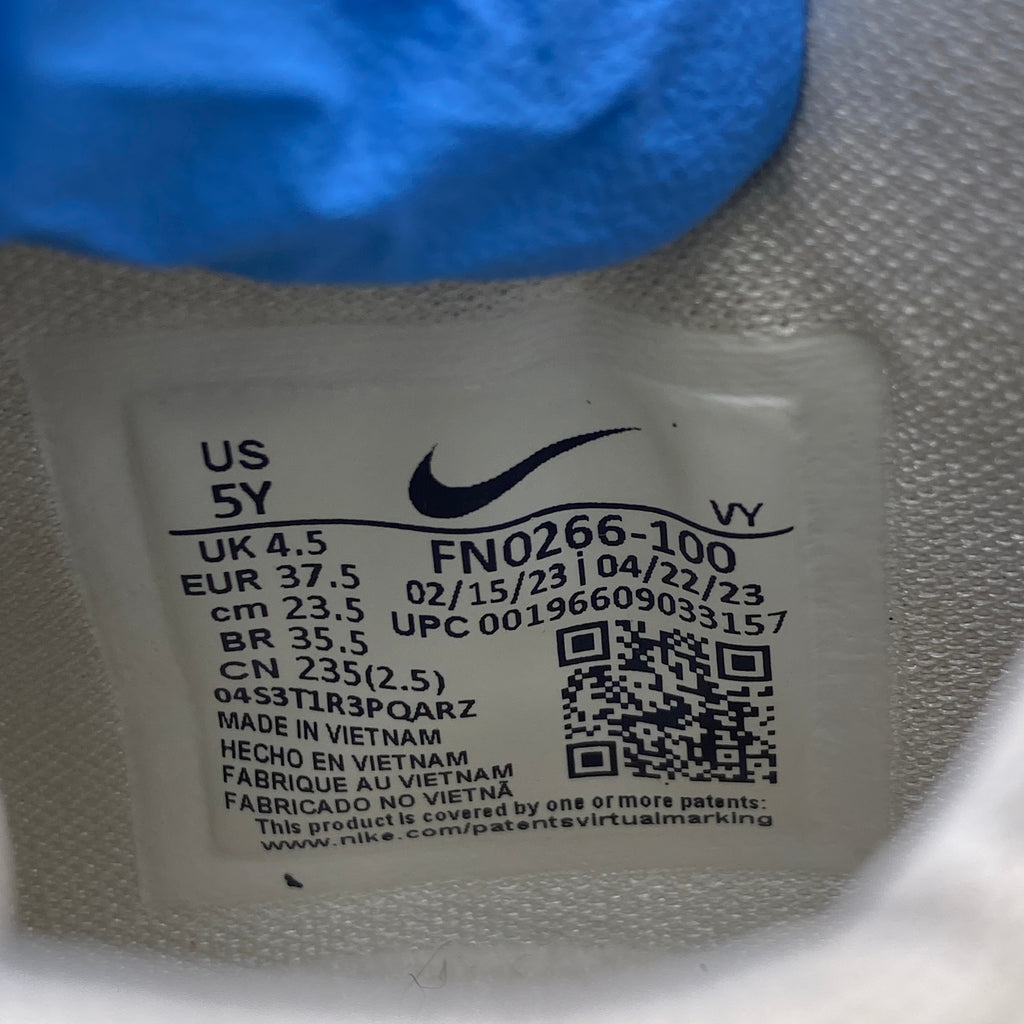 US
5Y
VY
UK 4.5
EUR 37.5
cm 23.5
BR 35.5
CN 235(2.5)
FN0266-100
02/15/23 | 04/22/23
UPC 00196609033157
04S3T1R3PQARZ
MADE IN VIETNAM
HECHO EN VIETNAM
FABRIQUE AU VIETNAM
FABRICADO NO VIETNÃ
This product is covered by one or more patents:
www.nike.com/patentsvirtualmarking